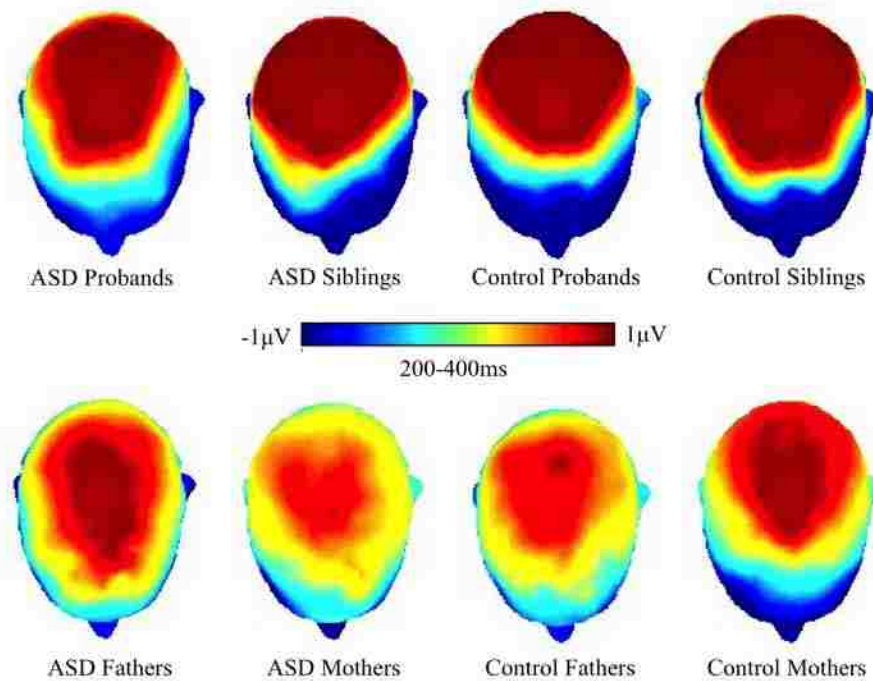 ASD Probands
ASD Siblings
Control Probands
Control Siblings
-1μV
1μV
200-400ms
ASD Fathers
ASD Mothers
Control Fathers
Control Mothers